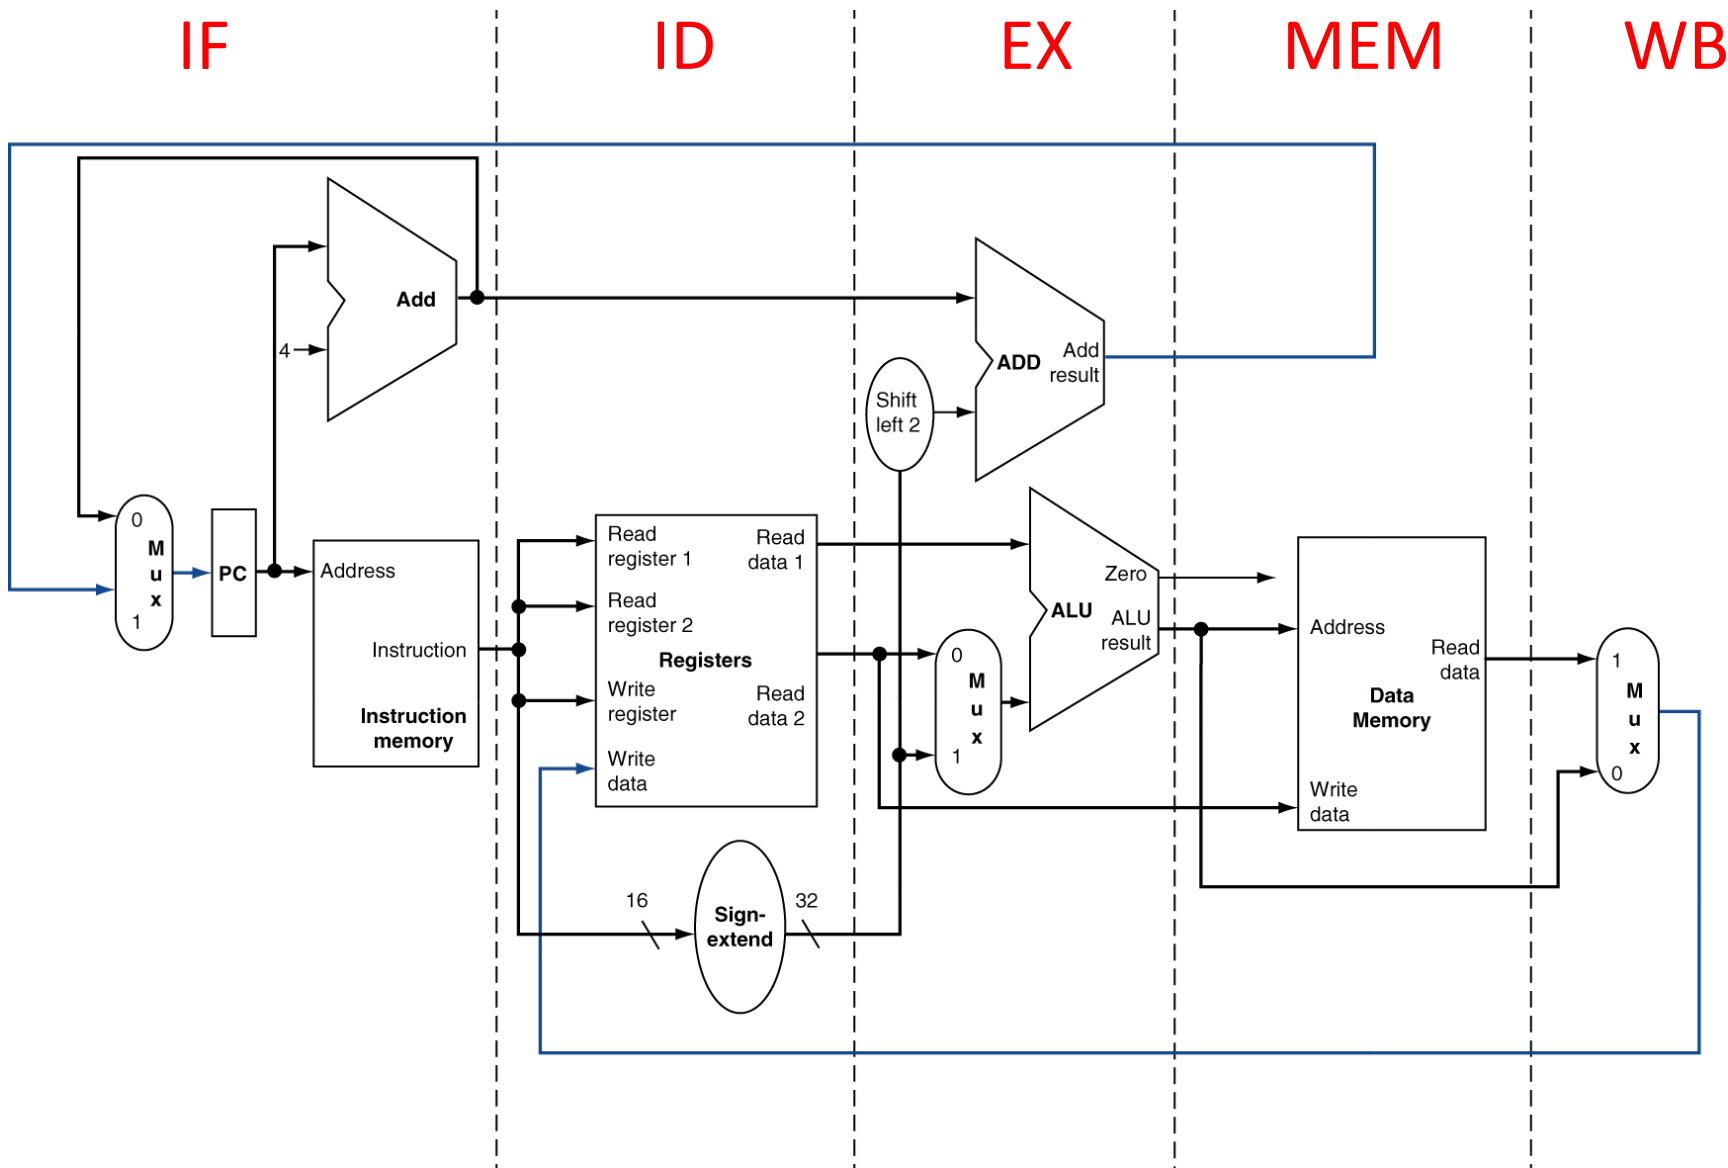 IF
ID
EX
MEM
WB
Add
4
0
M
u
x
1
PC
Address
Instruction
Instruction
memory
Read
register 1
Read
register 2
Registers
Write
register
Write
data
Read
data 1
Read
data 2
16
Sign-
extend
32
Shift
left 2
ADD
Add
result
0
M
u
x
1
Zero
ALU
ALU
result
Address
Read
data
Data
Memory
Write
data
1
M
u
x
0